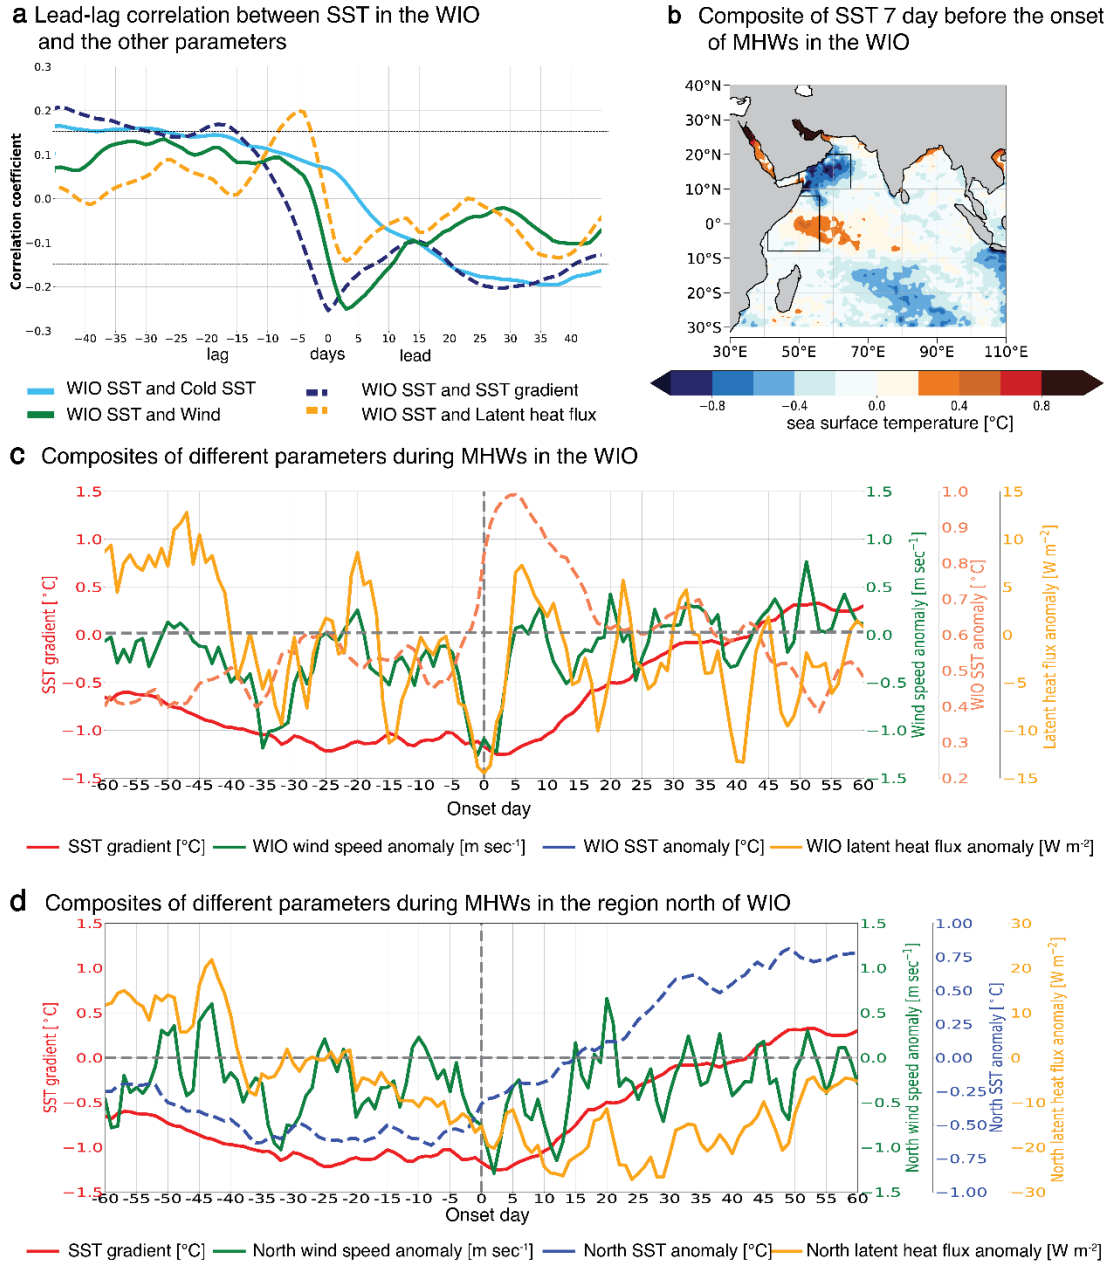 a Lead-lag correlation between SST in the WIO
and the other parameters
Correlation coefficient
0.3
0.2
0.1
0.0
−0.1
−0.2
−0.3
−40 −35 −30 −25 −20 −15 −10 −5 0 5 10 15 20 25 30 35 40
lag days lead
WIO SST and Cold SST
WIO SST and SST gradient
WIO SST and Wind
WIO SST and Latent heat flux
b Composite of SST 7 day before the onset
of MHWs in the WIO
40°N
30°N
20°N
10°N
0°
10°S
20°S
30°S
30°E 50°E 70°E 90°E 110°E
−0.8 −0.4 0.0 0.4 0.8
sea surface temperature [°C]
c Composites of different parameters during MHWs in the WIO
SST gradient [°C]
1.5
1.0
0.5
0.0
−0.5
−1.0
−1.5
-60 -55 -50 -45 -40 -35 -30 -25 -20 -15 -10 -5 0 5 10 15 20 25 30 35 40 45 50 55 60
Onset day
1.5
1.0
0.5
0.0
−0.5
−1.0
−1.5
Wind speed anomaly [m sec⁻¹]
1.0
0.9
0.8
0.7
0.6
0.5
0.4
0.3
0.2
WIO SST anomaly [°C]
15
10
5
0
−5
−10
−15
Latent heat flux anomaly [W m⁻²]
SST gradient [°C] WIO wind speed anomaly [m sec⁻¹] WIO SST anomaly [°C] WIO latent heat flux anomaly [W m⁻²]
d Composites of different parameters during MHWs in the region north of WIO
SST gradient [°C]
1.5
1.0
0.5
0.0
−0.5
−1.0
−1.5
-60 -55 -50 -45 -40 -35 -30 -25 -20 -15 -10 -5 0 5 10 15 20 25 30 35 40 45 50 55 60
Onset day
1.5
1.0
0.5
0.0
−0.5
−1.0
−1.5
North wind speed anomaly [m sec⁻¹]
1.00
0.75
0.50
0.25
0.00
−0.25
−0.50
−0.75
−1.00
North SST anomaly [°C]
30
20
10
0
−10
−20
−30
North latent heat flux anomaly [W m⁻²]
SST gradient [°C] North wind speed anomaly [m sec⁻¹] North SST anomaly [°C] North latent heat flux anomaly [W m⁻²]